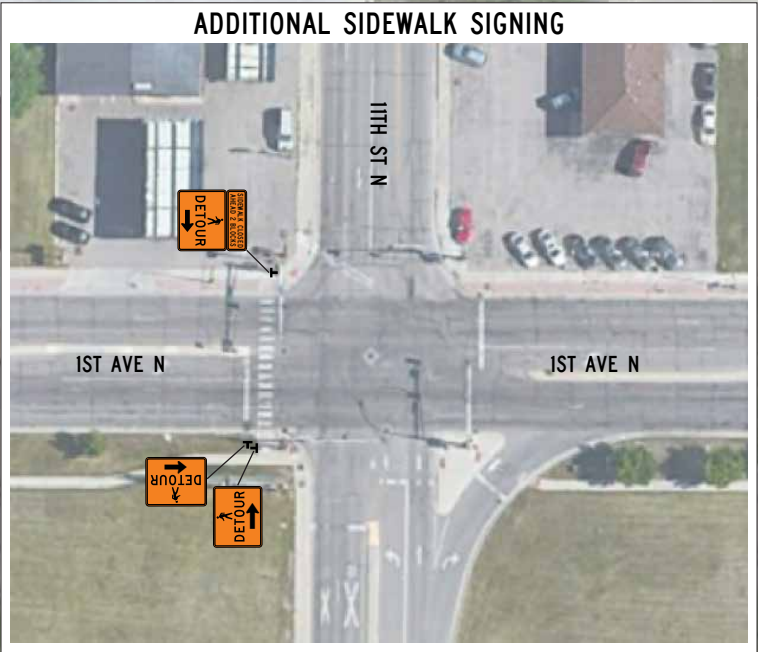 ADDITIONAL SIDEWALK SIGNING
11TH ST N
SIDEWALK CLOSED
AHEAD 2 BLOCKS
DETOUR
1ST AVE N
1ST AVE N
DETOUR
DETOUR